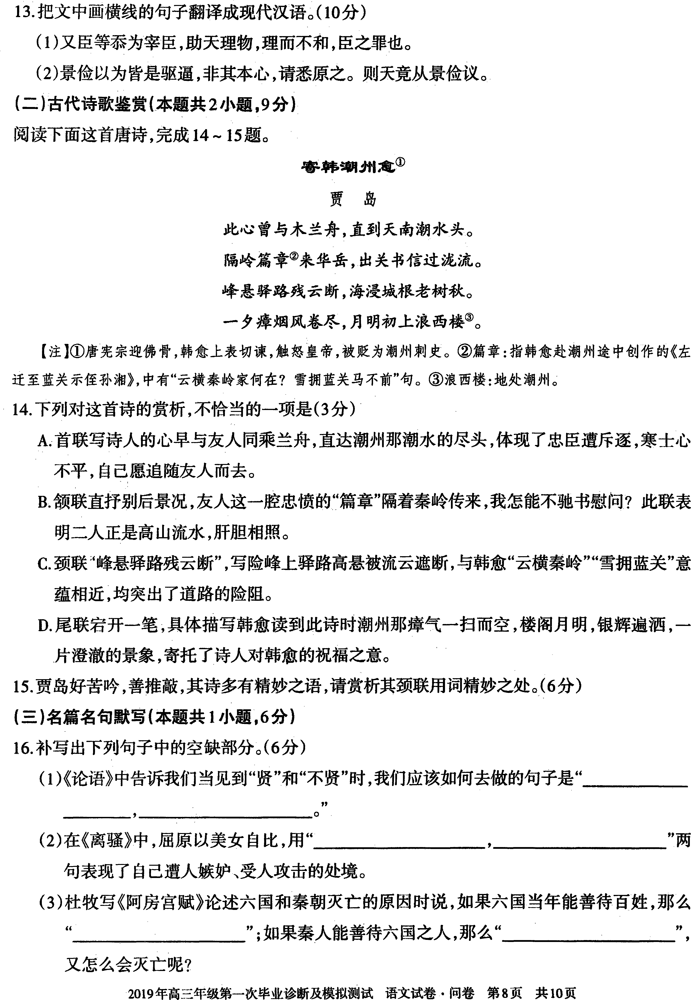 13.把文中画横线的句子翻译成现代汉语。(10分)
(1)又臣等忝为宰臣,助天理物,理而不和,臣之罪也。
(2)景俭以为皆是驱逼,非其本心,请悉原之。则天竟从景俭议。
(二)古代诗歌鉴赏(本题共2小题,9分)
阅读下面这首唐诗,完成14~15题。
寄韩潮州愈①
贾 岛
此心曾与木兰舟,直到天南潮水头。
隔岭篇章②来华岳,出关书信过泷流。
峰悬驿路残云断,海浸城根老树秋。
一夕瘴烟风卷尽,月明初上浪西楼③。
【注】①唐宪宗迎佛骨,韩愈上表切谏,触怒皇帝,被贬为潮州刺史。②篇章:指韩愈赴潮州途中创作的《左
迁至蓝关示侄孙湘》,中有“云横秦岭家何在?雪拥蓝关马不前”句。③浪西楼:地处潮州。
14.下列对这首诗的赏析,不恰当的一项是(3分)
A.首联写诗人的心早与友人同乘兰舟,直达潮州那潮水的尽头,体现了忠臣遭斥逐,寒士心
不平,自己愿追随友人而去。
B.颔联直抒别后景况,友人这一腔忠愤的“篇章”隔着秦岭传来,我怎能不驰书慰问?此联表
明二人正是高山流水,肝胆相照。
C.颈联“峰悬驿路残云断”,写险峰上驿路高悬被流云遮断,与韩愈“云横秦岭”“雪拥蓝关”意
蕴相近,均突出了道路的险阻。
D.尾联宕开一笔,具体描写韩愈读到此诗时潮州那瘴气一扫而空,楼阁月明,银辉遍洒,一
片澄澈的景象,寄托了诗人对韩愈的祝福之意。
15.贾岛好苦吟,善推敲,其诗多有精妙之语,请赏析其颈联用词精妙之处。(6分)
(三)名篇名句默写(本题共1小题,6分)
16.补写出下列句子中的空缺部分。(6分)
(1)《论语》中告诉我们当见到“贤”和“不贤”时,我们应该如何去做的句子是“____________
________,____________________。”
(2)在《离骚》中,屈原以美女自比,用“____________________,____________________”两
句表现了自己遭人嫉妒、受人攻击的处境。
(3)杜牧写《阿房宫赋》论述六国和秦朝灭亡的原因时说,如果六国当年能善待百姓,那么
“____________________”;如果秦人能善待六国之人,那么“____________________”,
又怎么会灭亡呢?
2019年高三年级第一次毕业诊断及模拟测试 语文试卷·问卷 第8页 共10页